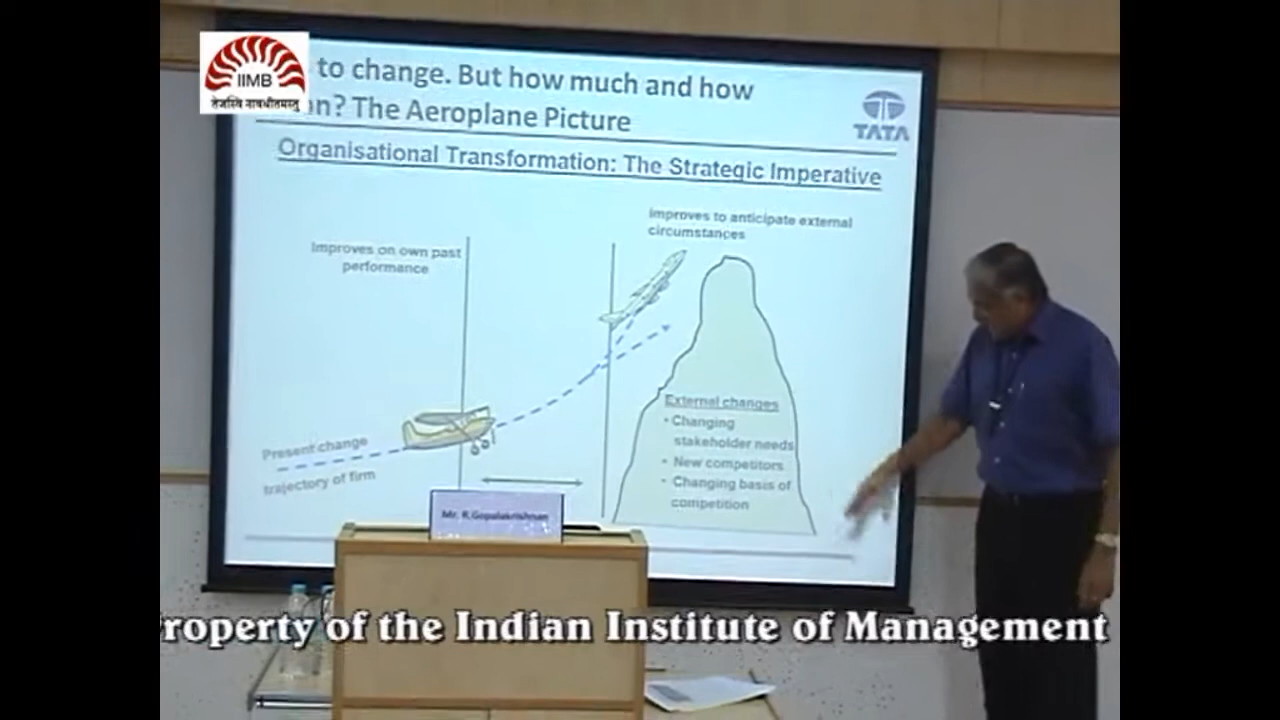 IIMB
तेजस्वि नावधीतमस्तु
to change. But how much and how
n? The Aeroplane Picture
TATA
Organisational Transformation: The Strategic Imperative
Improves to anticipate external
circumstances
Improves on own past
performance
External changes
• Changing
stakeholder needs
• New competitors
• Changing basis of
competition
Present change
trajectory of firm
Mr. R.Gopalakrishnan
roperty of the Indian Institute of Management